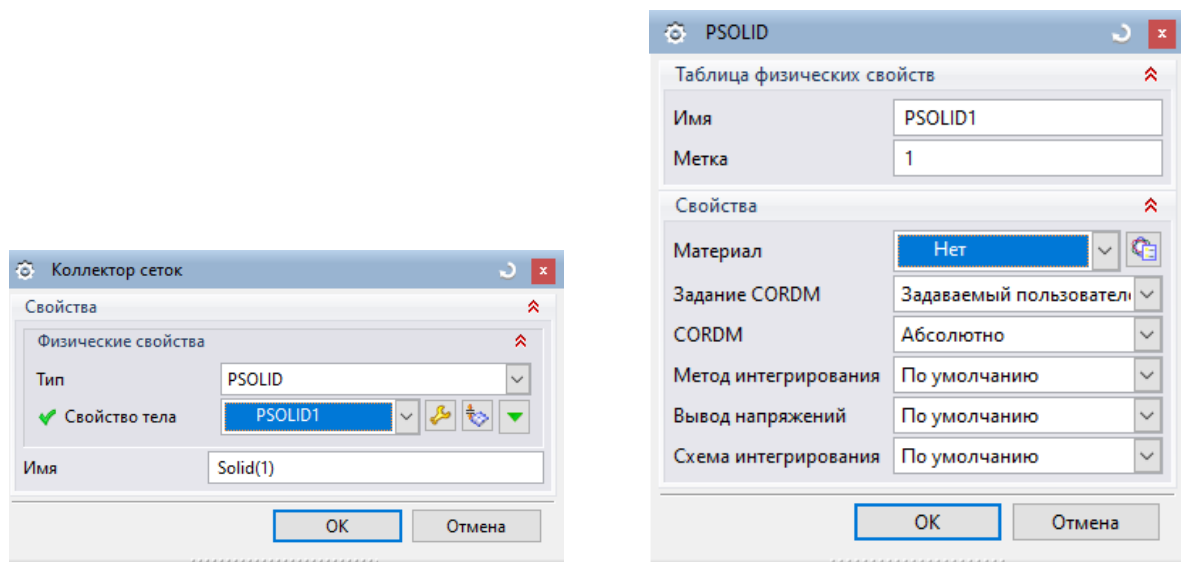 Коллектор сеток
Свойства
Физические свойства
Тип PSOLID
Свойство тела PSOLID1
Имя Solid(1)
OK Отмена
PSOLID
Таблица физических свойств
Имя PSOLID1
Метка 1
Свойства
Материал Нет
Задание CORDM Задаваемый пользовател
CORDM Абсолютно
Метод интегрирования По умолчанию
Вывод напряжений По умолчанию
Схема интегрирования По умолчанию
OK Отмена